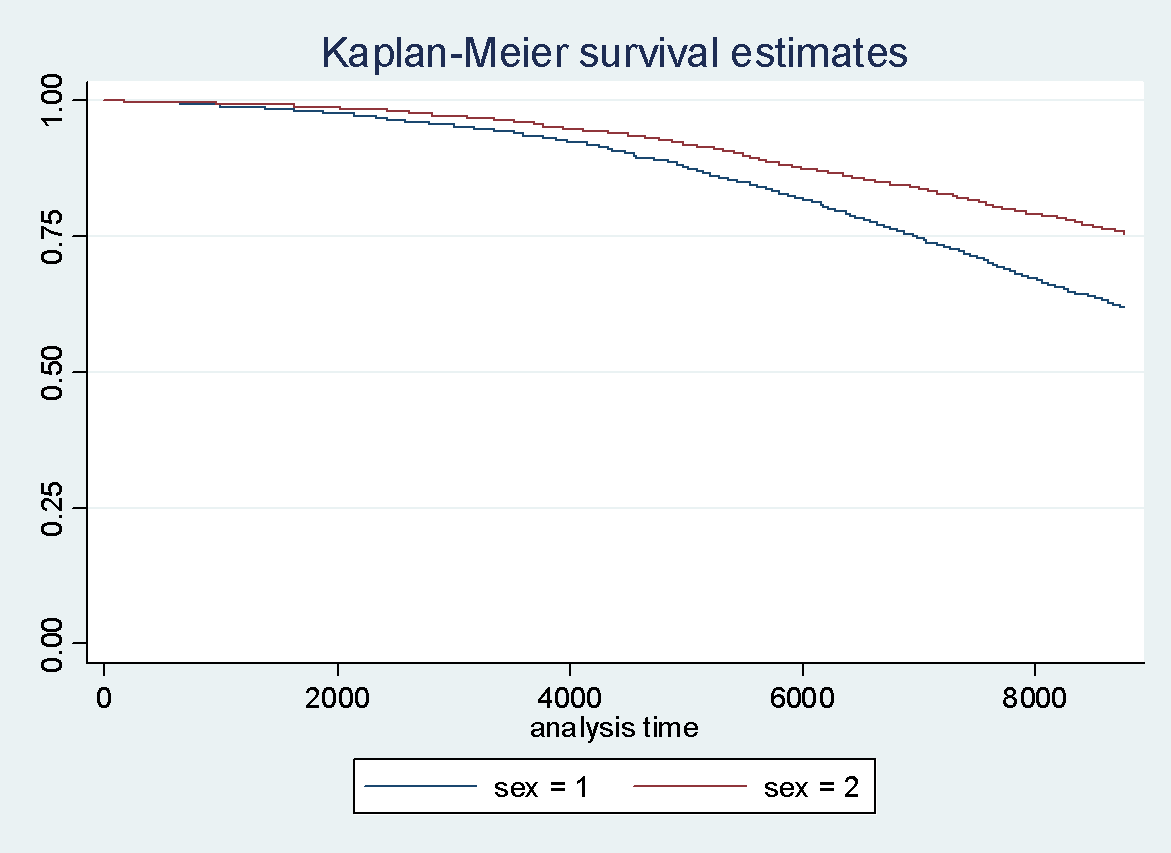 Kaplan-Meier survival estimates
1.00
0.75
0.50
0.25
0.00
0 2000 4000 6000 8000
analysis time
sex = 1 sex = 2